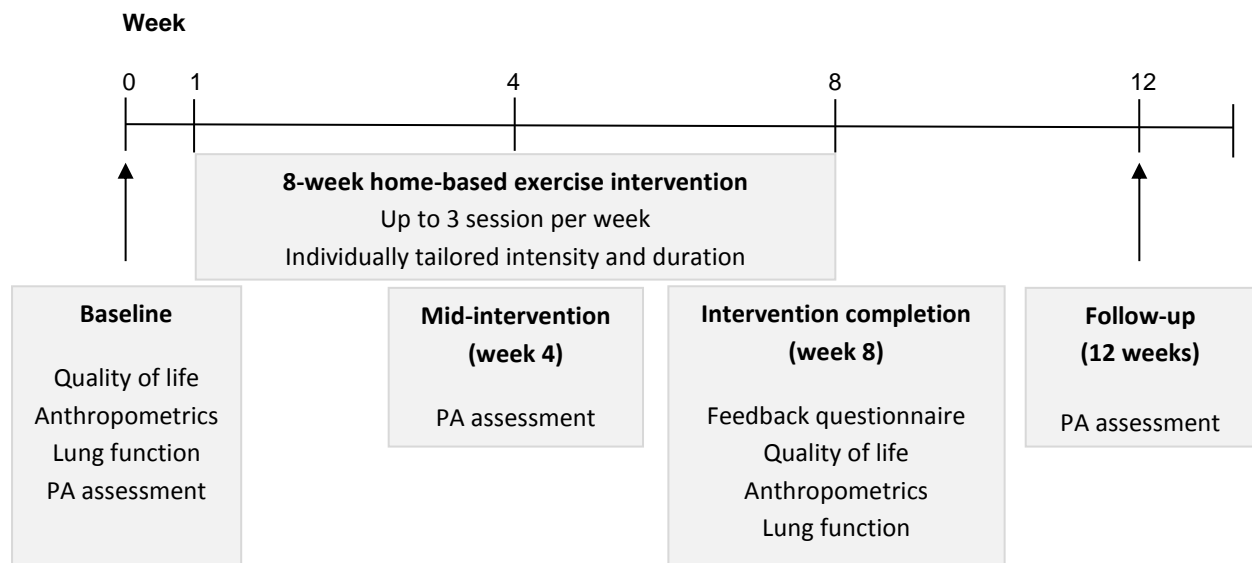 Week
0 1 4 8 12
8-week home-based exercise intervention
Up to 3 session per week
Individually tailored intensity and duration
Baseline
Quality of life
Anthropometrics
Lung function
PA assessment
Mid-intervention
(week 4)
PA assessment
Intervention completion
(week 8)
Feedback questionnaire
Quality of life
Anthropometrics
Lung function
Follow-up
(12 weeks)
PA assessment